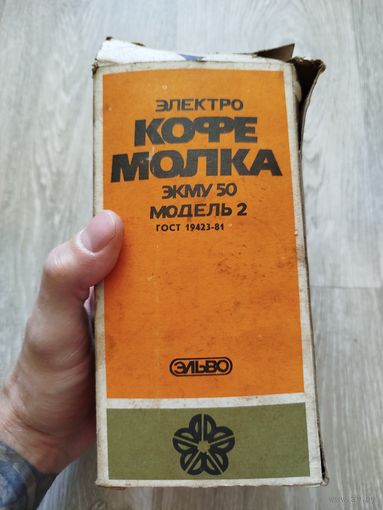 ЭЛЕКТРО
КОФЕ
МОЛКА
ЭКМУ 50
МОДЕЛЬ 2
ГОСТ 19423-81
ЭЛЬВО